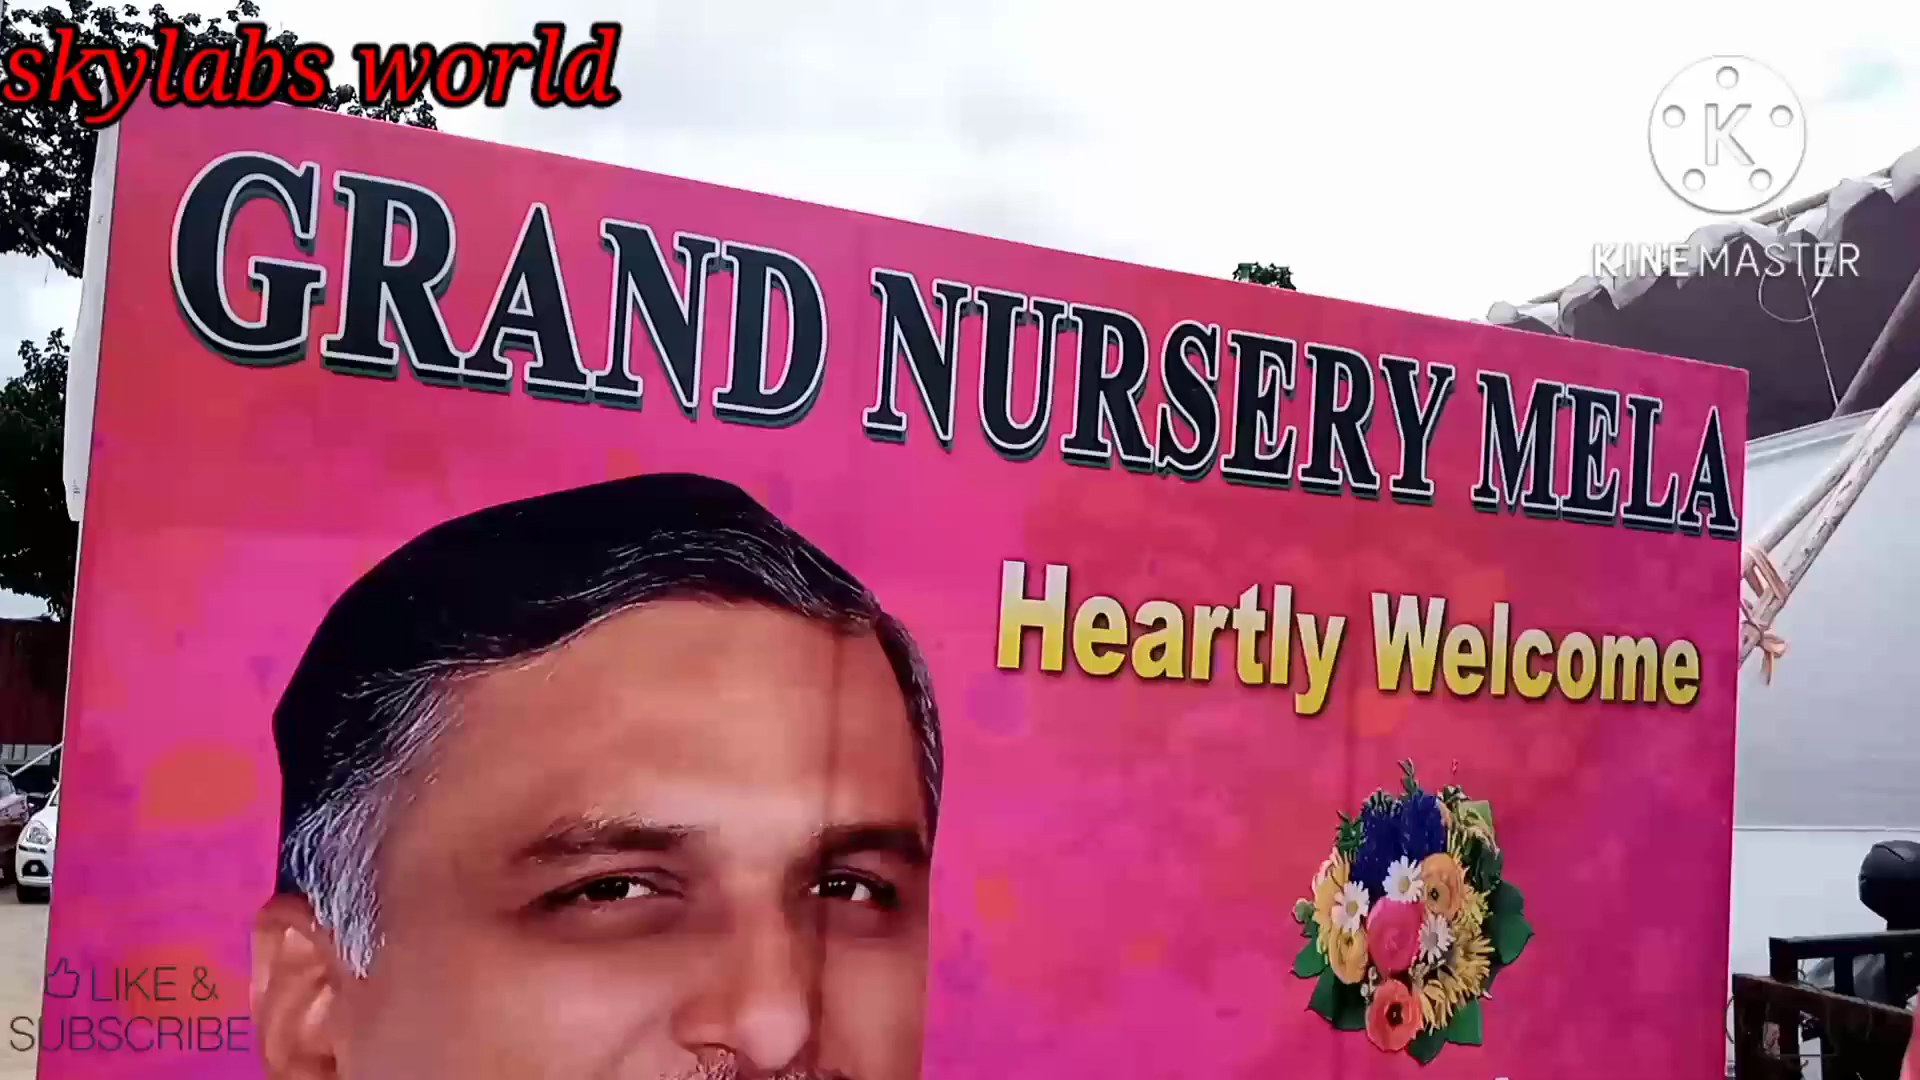 skylabs world
K
KINEMASTER
GRAND NURSERY MELA
Heartly Welcome
LIKE &
SUBSCRIBE